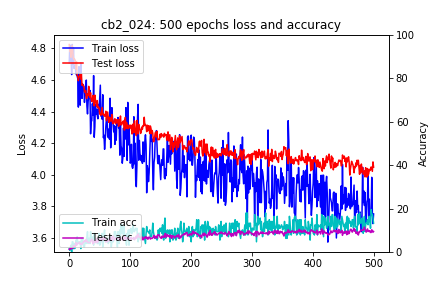 cb2_024: 500 epochs loss and accuracy
4.8
4.6
4.4
4.2
4.0
3.8
3.6
Loss
Train loss
Test loss
Train acc
Test acc
100
80
60
40
20
0
Accuracy
0 100 200 300 400 500